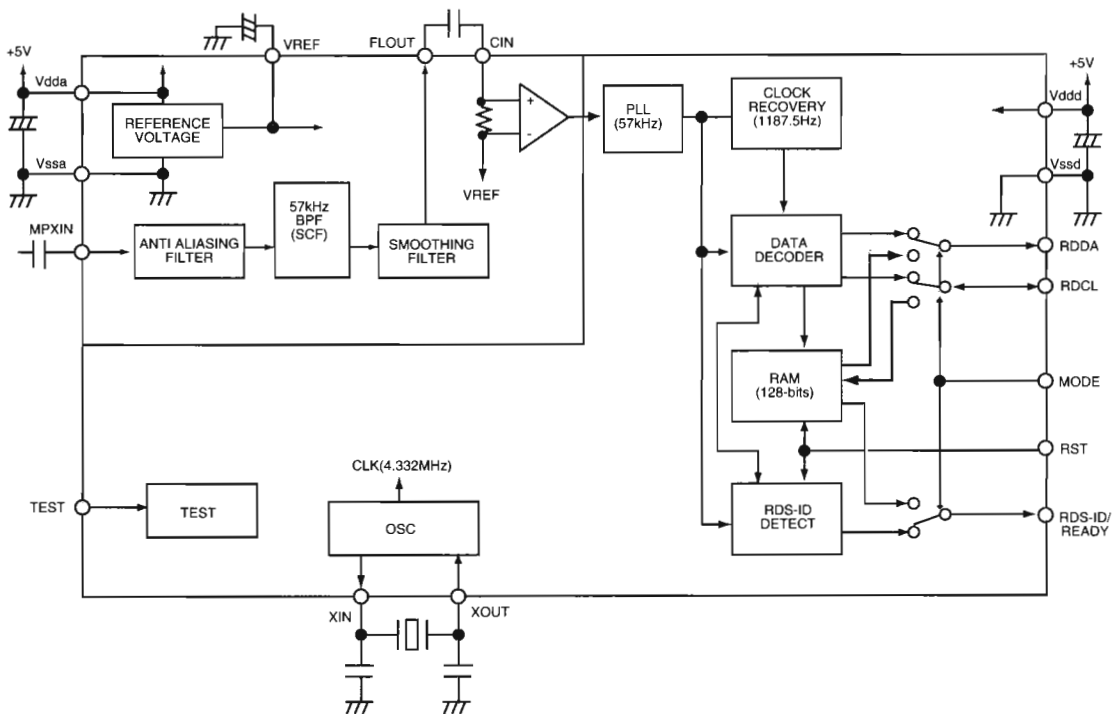 VREF
FLOUT
CIN
+5V
Vdda
REFERENCE
VOLTAGE
Vssa
PLL
(57kHz)
CLOCK
RECOVERY
(1187.5Hz)
+5V
Vddd
Vssd
+
-
VREF
MPXIN
ANTI ALIASING
FILTER
57kHz
BPF
(SCF)
SMOOTHING
FILTER
DATA
DECODER
RDDA
RDCL
RAM
(128-bits)
MODE
RST
CLK(4.332MHz)
TEST
TEST
OSC
RDS-ID
DETECT
RDS-ID/
READY
XIN
XOUT